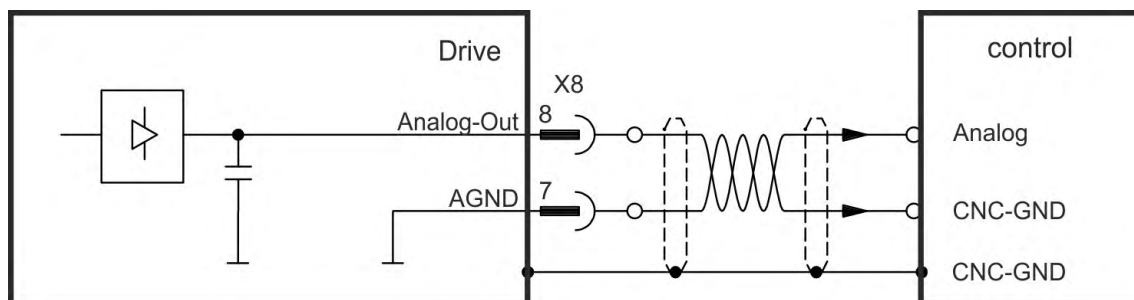 Drive
control
X8
Analog-Out
8
Analog
AGND
7
CNC-GND
CNC-GND